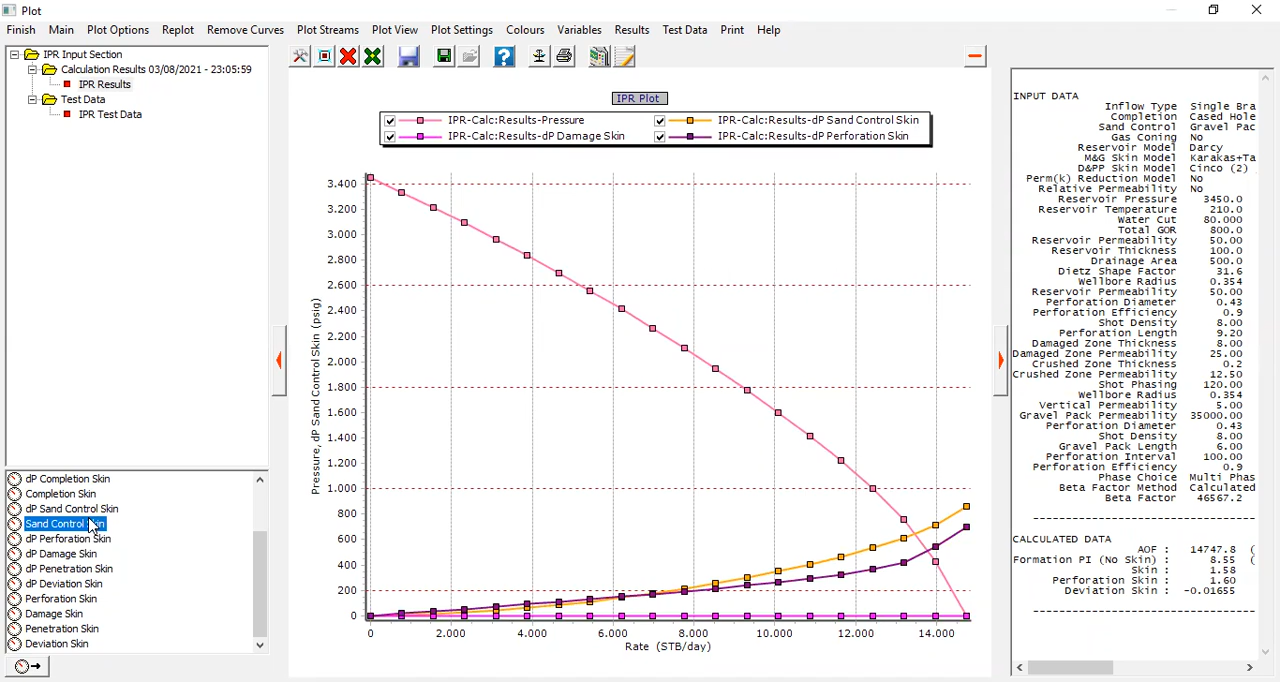 Plot
Finish Main Plot Options Replot Remove Curves Plot Streams Plot View Plot Settings Colours Variables Results Test Data Print Help
IPR Input Section
Calculation Results 03/08/2021 - 23:05:59
IPR Results
Test Data
IPR Test Data
dP Completion Skin
Completion Skin
dP Sand Control Skin
Sand Control
dP Perforation Skin
dP Damage Skin
dP Penetration Skin
dP Deviation Skin
Perforation Skin
Damage Skin
Penetration Skin
Deviation Skin
IPR Plot
IPR-Calc:Results-Pressure
IPR-Calc:Results-dP Sand Control Skin
IPR-Calc:Results-dP Damage Skin
IPR-Calc:Results-dP Perforation Skin
Pressure, dP Sand Control Skin (psig)
3.400
3.200
3.000
2.800
2.600
2.400
2.200
2.000
1.800
1.600
1.400
1.200
1.000
800
600
400
200
0
0 2.000 4.000 6.000 8.000 10.000 12.000 14.000
Rate (STB/day)
INPUT DATA
Inflow Type Single Bra
Completion Cased Hole
Sand Control Gravel Pac
Gas Coning No
Reservoir Model Darcy
M&G Skin Model Karakas+Ta
D&PP Skin Model Cinco (2)
Perm(k) Reduction Model No
Relative Permeability No
Reservoir Pressure 3450.0
Reservoir Temperature 210.0
Water Cut 80.000
Total GOR 800.0
Reservoir Permeability 50.00
Reservoir Thickness 100.0
Drainage Area 500.0
Dietz Shape Factor 31.6
Wellbore Radius 0.354
Reservoir Permeability 50.00
Perforation Diameter 0.43
Perforation Efficiency 0.9
Shot Density 8.00
Perforation Length 9.20
Damaged Zone Thickness 8.00
Damaged Zone Permeability 25.00
Crushed Zone Thickness 0.2
Crushed Zone Permeability 12.50
Shot Phasing 120.00
Wellbore Radius 0.354
Vertical Permeability 5.00
Gravel Pack Permeability 35000.00
Perforation Diameter 0.43
Shot Density 8.00
Gravel Pack Length 6.00
Perforation Interval 100.00
Perforation Efficiency 0.9
Phase Choice Multi Phas
Beta Factor Method Calculated
Beta Factor 46567.2
CALCULATED DATA
AOF : 14747.8 (
Formation PI (No Skin) : 8.55 (
Skin : 1.58
Perforation Skin : 1.60
Deviation Skin : -0.01655